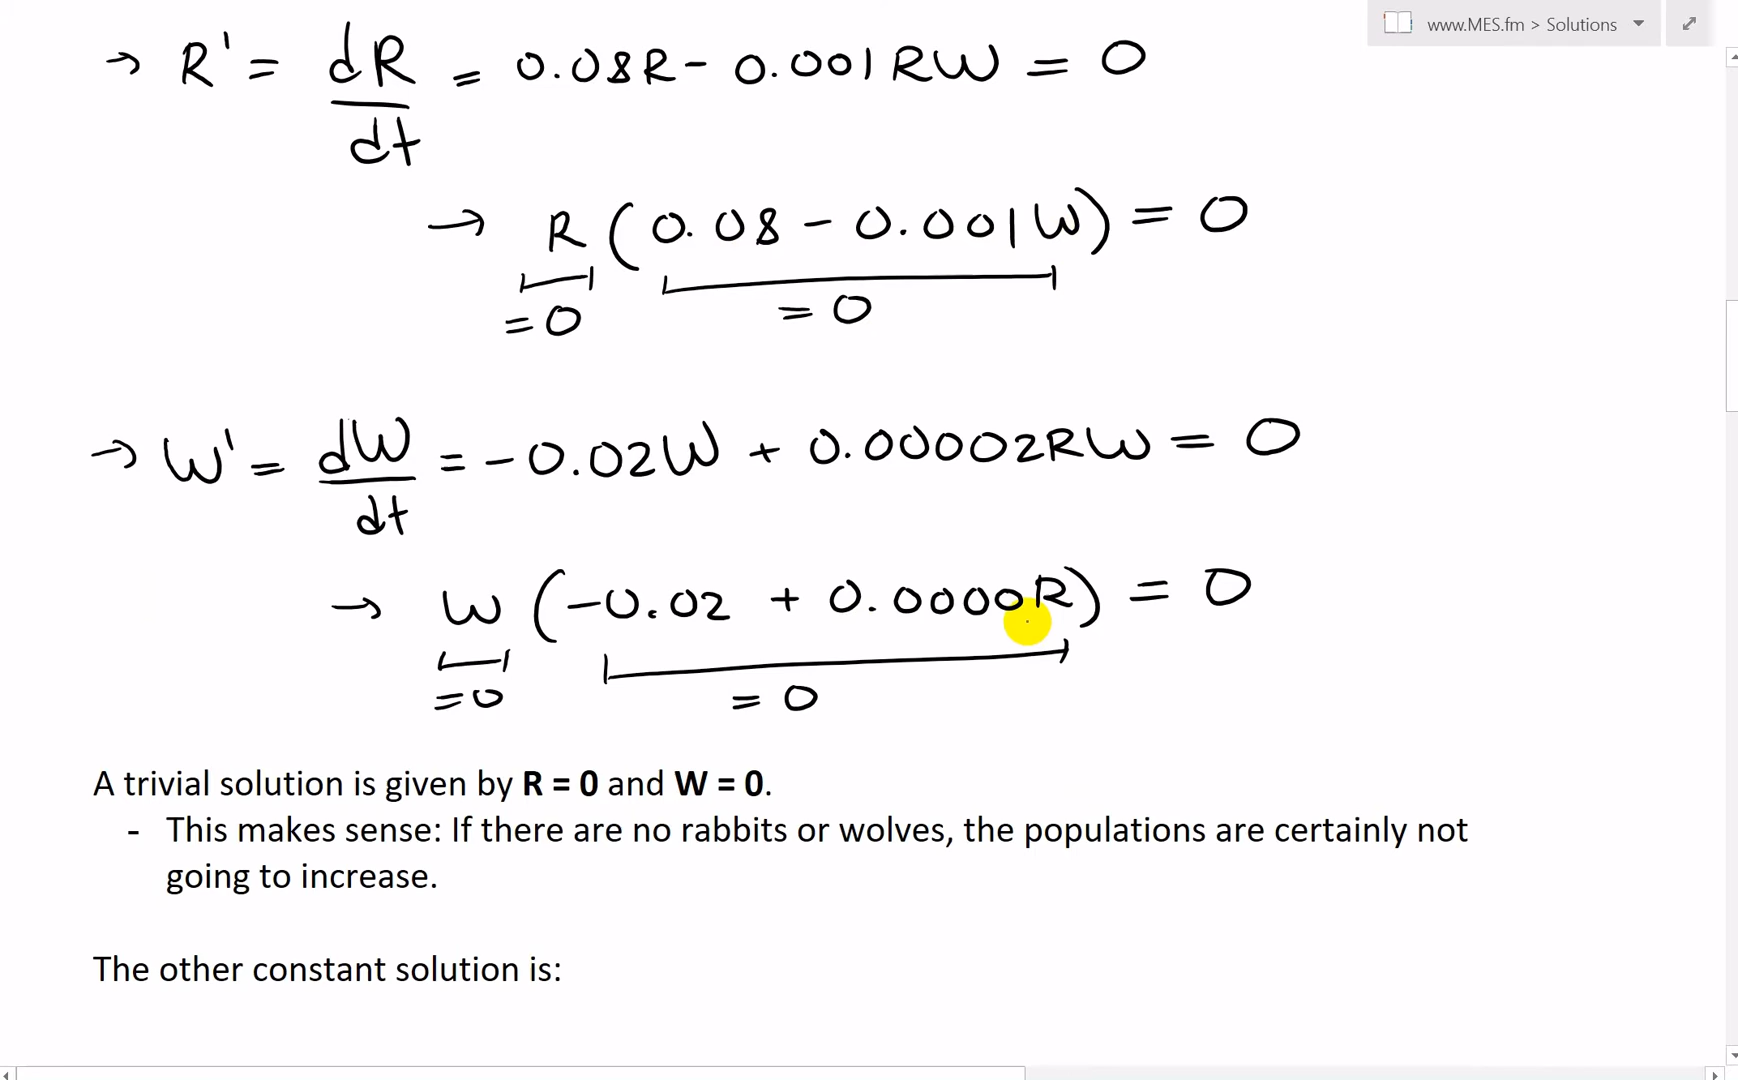 www.MES.fm > Solutions
→ R' = dR/dt = 0.08R - 0.001RW = 0
→ R (0.08 - 0.001W) = 0
=0 = 0
→ W' = dW/dt = -0.02W + 0.00002RW = 0
→ W (-0.02 + 0.0000R) = 0
=0 = 0
A trivial solution is given by R = 0 and W = 0.
- This makes sense: If there are no rabbits or wolves, the populations are certainly not
going to increase.
The other constant solution is: